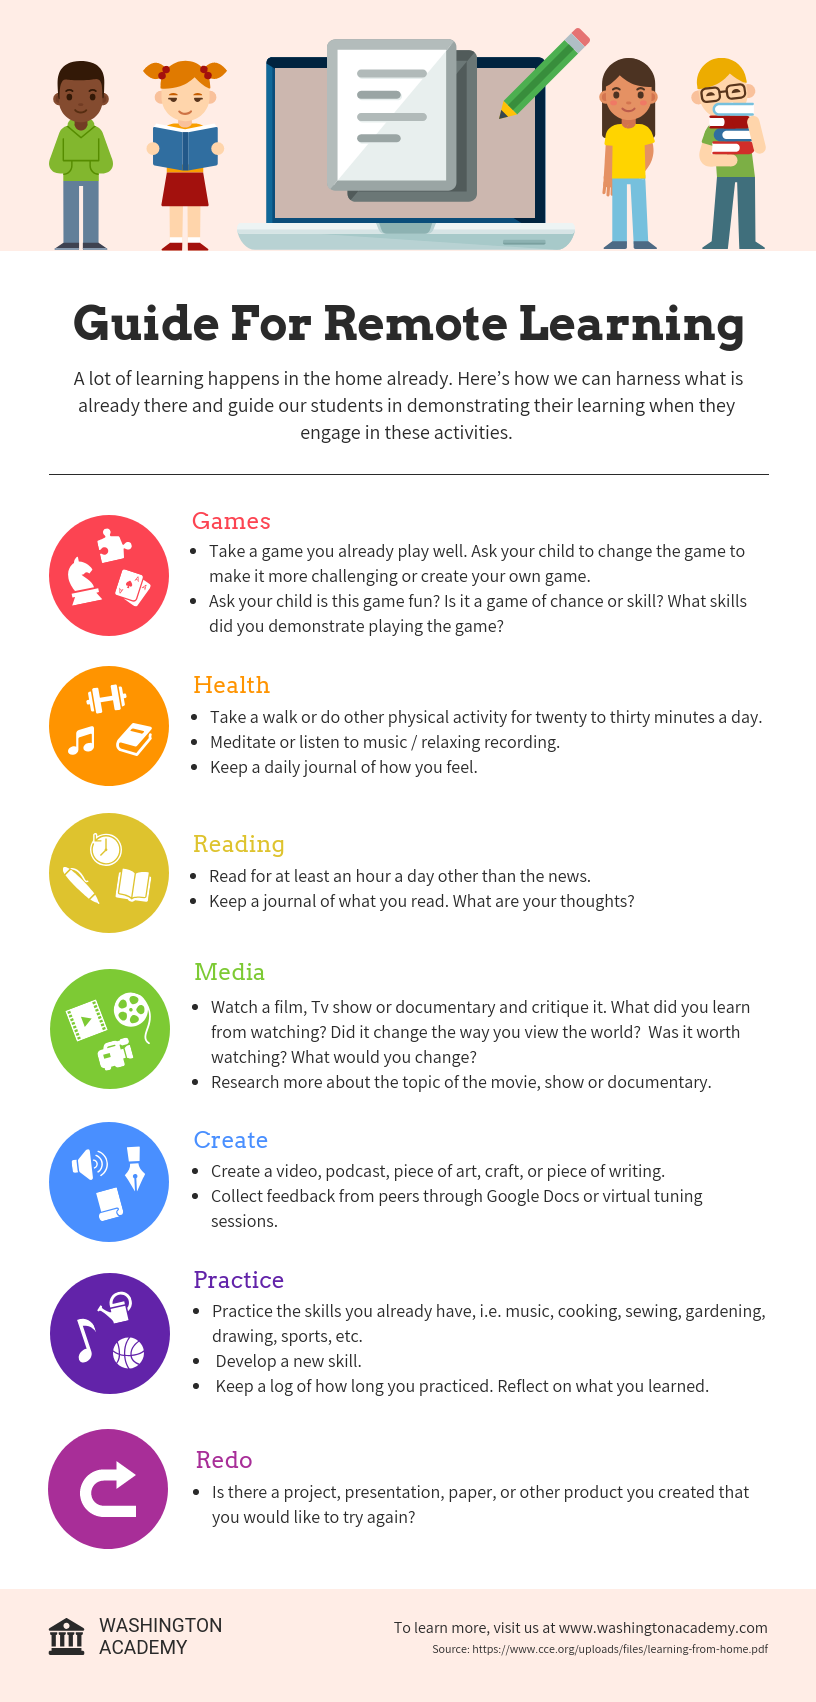 Guide For Remote Learning
A lot of learning happens in the home already. Here’s how we can harness what is
already there and guide our students in demonstrating their learning when they
engage in these activities.
Games
• Take a game you already play well. Ask your child to change the game to
make it more challenging or create your own game.
• Ask your child is this game fun? Is it a game of chance or skill? What skills
did you demonstrate playing the game?
Health
• Take a walk or do other physical activity for twenty to thirty minutes a day.
• Meditate or listen to music / relaxing recording.
• Keep a daily journal of how you feel.
Reading
• Read for at least an hour a day other than the news.
• Keep a journal of what you read. What are your thoughts?
Media
• Watch a film, Tv show or documentary and critique it. What did you learn
from watching? Did it change the way you view the world?  Was it worth
watching? What would you change?
• Research more about the topic of the movie, show or documentary.
Create
• Create a video, podcast, piece of art, craft, or piece of writing.
• Collect feedback from peers through Google Docs or virtual tuning
sessions.
Practice
• Practice the skills you already have, i.e. music, cooking, sewing, gardening,
drawing, sports, etc.
• Develop a new skill.
• Keep a log of how long you practiced. Reflect on what you learned.
Redo
• Is there a project, presentation, paper, or other product you created that
you would like to try again?
WASHINGTON
ACADEMY
To learn more, visit us at www.washingtonacademy.com
Source: https://www.cce.org/uploads/files/learning-from-home.pdf